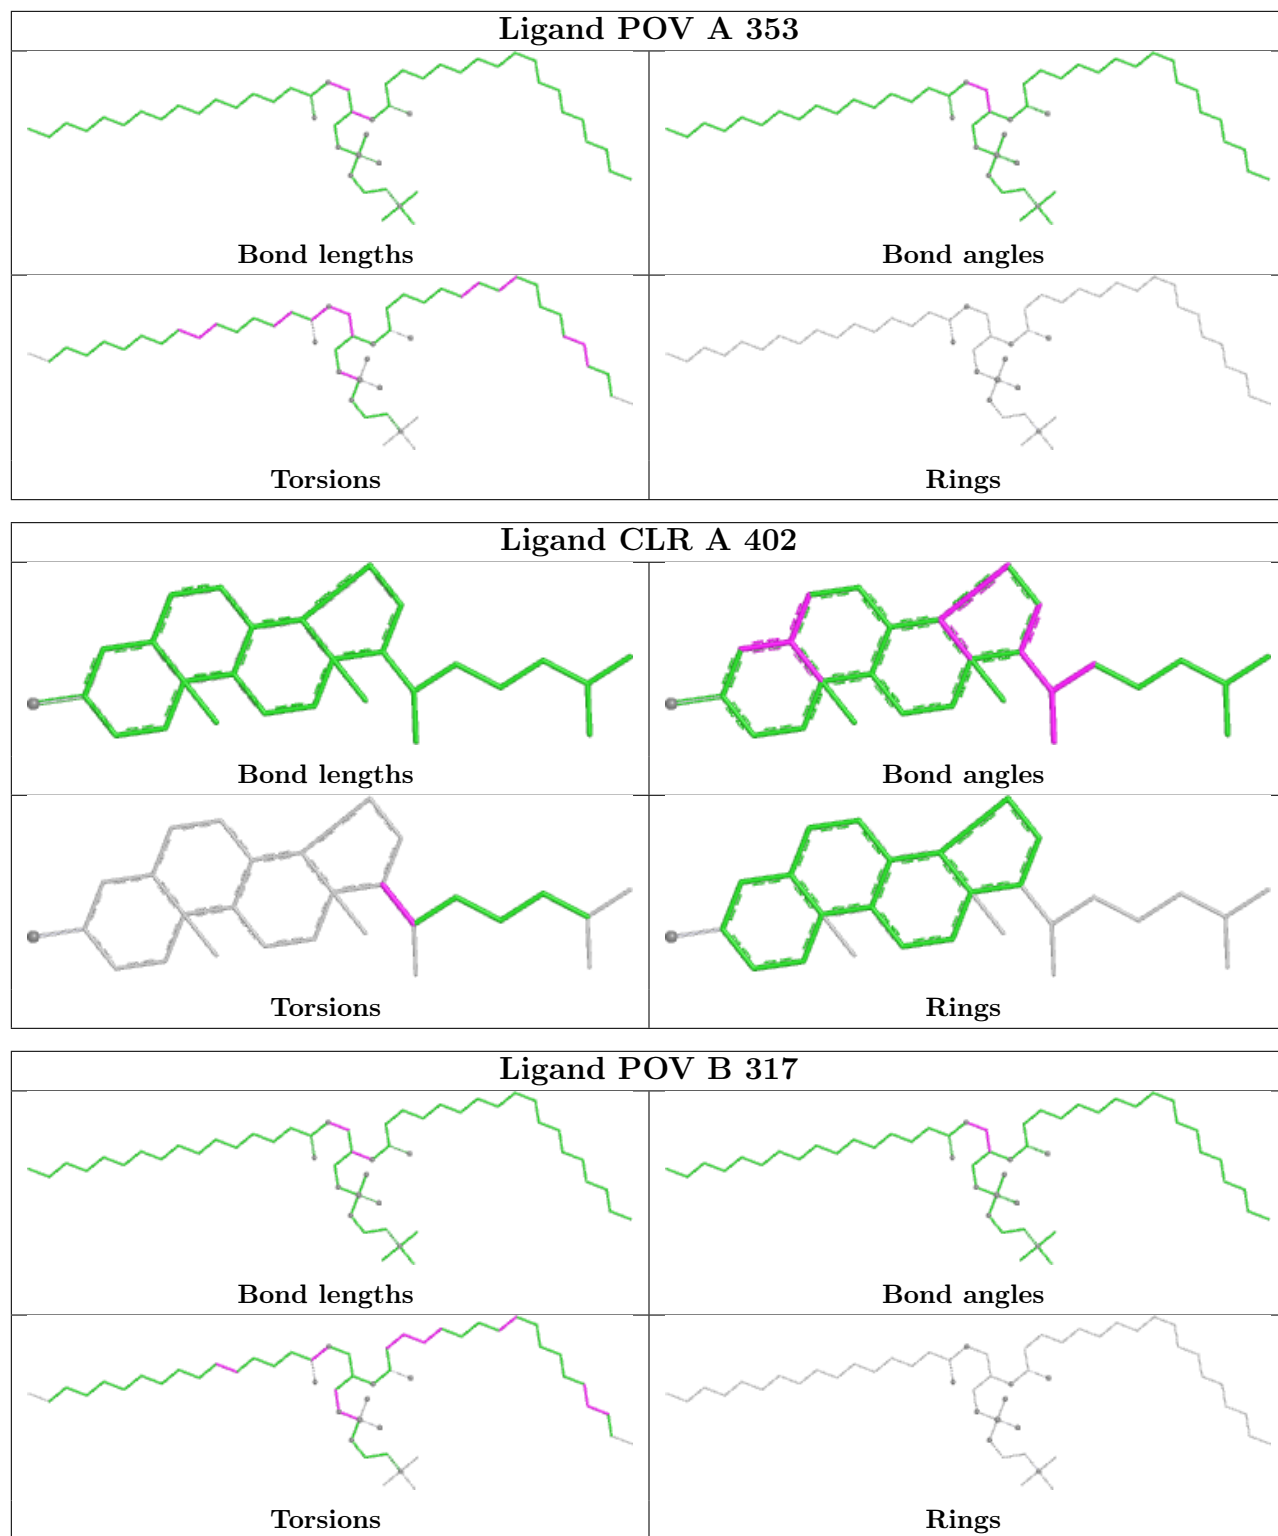 Ligand POV A 353
Bond lengths
Bond angles
Torsions
Rings
Ligand CLR A 402
Bond lengths
Bond angles
Torsions
Rings
Ligand POV B 317
Bond lengths
Bond angles
Torsions
Rings